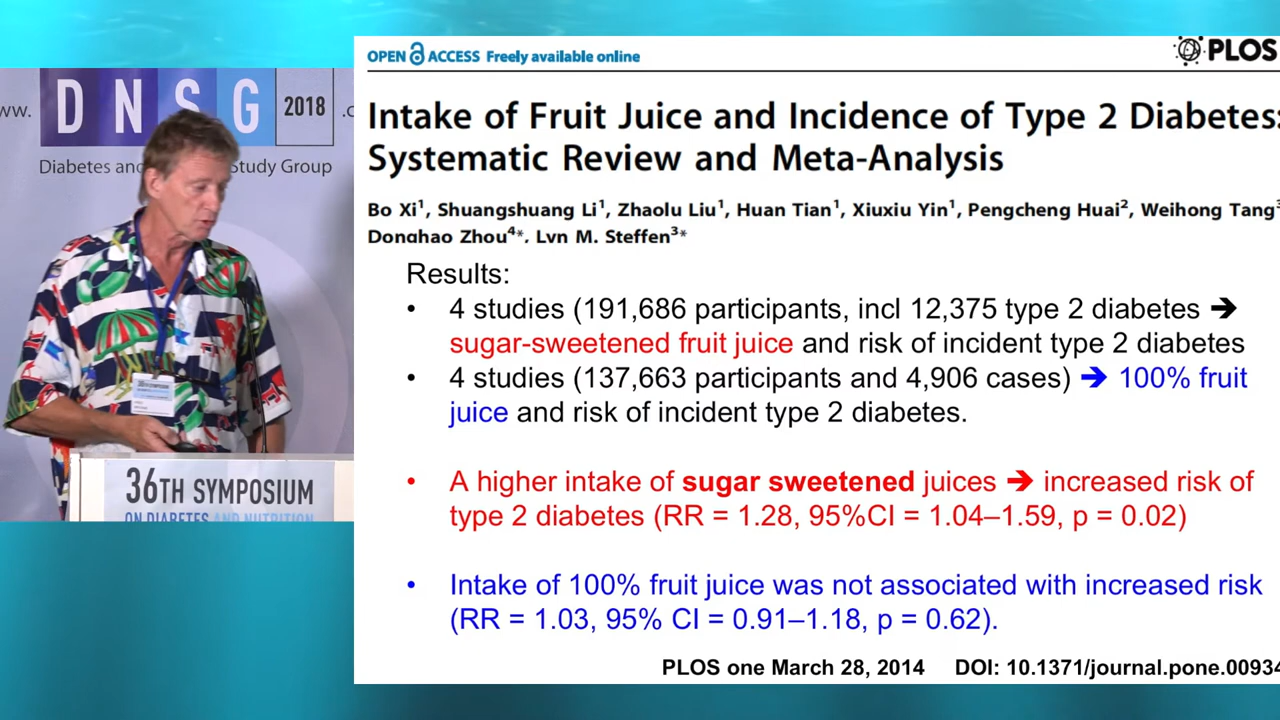 www.
D N S G 2018
Diabetes and Study Group
36TH SYMPOSIUM
ON DIABETES AND NUTRITION
OPEN ACCESS Freely available online
PLOS
Intake of Fruit Juice and Incidence of Type 2 Diabetes:
Systematic Review and Meta-Analysis
Bo Xi1, Shuangshuang Li1, Zhaolu Liu1, Huan Tian1, Xiuxiu Yin1, Pengcheng Huai2, Weihong Tang3
Donghao Zhou4*, Lyn M. Steffen3*
Results:
• 4 studies (191,686 participants, incl 12,375 type 2 diabetes ➔
sugar-sweetened fruit juice and risk of incident type 2 diabetes
• 4 studies (137,663 participants and 4,906 cases) ➔ 100% fruit
juice and risk of incident type 2 diabetes.
• A higher intake of sugar sweetened juices ➔ increased risk of
type 2 diabetes (RR = 1.28, 95%CI = 1.04–1.59, p = 0.02)
• Intake of 100% fruit juice was not associated with increased risk
(RR = 1.03, 95% CI = 0.91–1.18, p = 0.62).
PLOS one March 28, 2014 DOI: 10.1371/journal.pone.00934